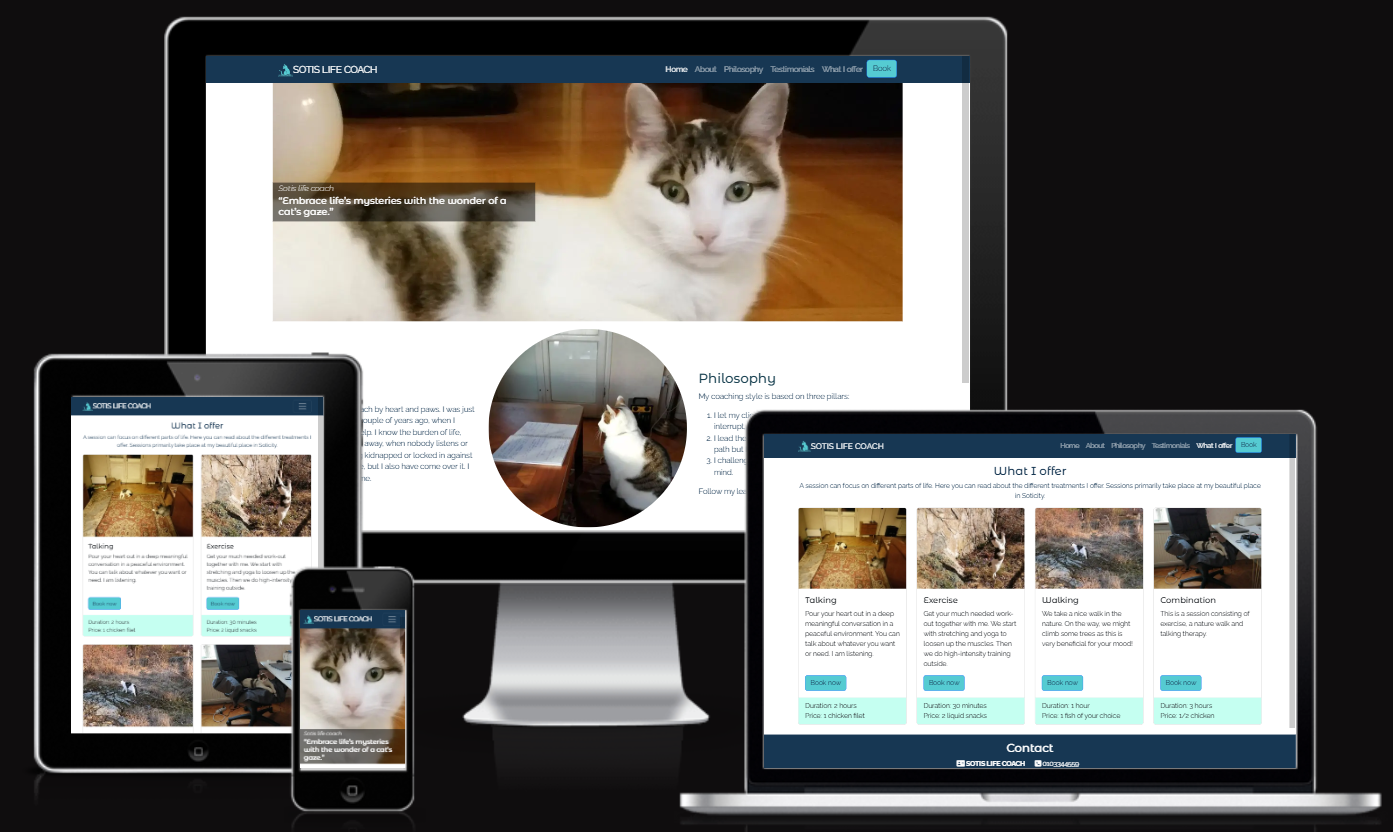 SOTIS LIFE COACH
Home About Philosophy Testimonials What I offer Book
Sotis life coach
"Embrace life's mysteries with the wonder of a
cat's gaze."
ach by heart and paws. I was just
ouple of years ago, when I
elp. I know the burden of life,
away, when nobody listens or
kidnapped or locked in against
e, but I also have come over it. I
me.
Philosophy
My coaching style is based on three pillars:
1. I let my
interrupt,
2. I lead the
path but
3. I
mind.
Follow my
SOTIS LIFE COACH
What I offer
A session can focus on different parts of life. Here you can read about the different treatments I
offer. Sessions primarily take place at my beautiful place in Soticity.
Talking
Pour your heart out in a deep meaningful
conversation in a peaceful environment.
You can talk about whatever you want or
need. I am listening.
Book now
Duration: 2 hours
Price: 1 chicken filet
Exercise
Get your much needed work-out
together with me. We start with
stretching and yoga to loosen up the
muscles. Then we do high-intensity
training outside.
Book now
Duration: 30 minutes
Price: 2 liquid snacks
SOTIS LIFE COACH
Sotis life coach
"Embrace life's mysteries
with the wonder of a cat's
gaze."
SOTIS LIFE COACH
Home About Philosophy Testimonials What I offer Book
What I offer
A session can focus on different parts of life. Here you can read about the different treatments I offer. Sessions primarily take place at my beautiful place
in Soticity.
Talking
Pour your heart out in a deep
meaningful conversation in a
peaceful environment. You can
talk about whatever you want
or need. I am listening.
Book now
Duration: 2 hours
Price: 1 chicken filet
Exercise
Get your much needed work-
out together with me. We start
with stretching and yoga to
loosen up the muscles. Then
we do high-intensity training
outside.
Book now
Duration: 30 minutes
Price: 2 liquid snacks
Walking
We take a nice walk in the
nature. On the way, we might
climb some trees as this is
very beneficial for your mood!
Book now
Duration: 1 hour
Price: 1 fish of your choice
Combination
This is a session consisting of
exercise, a nature walk and
talking therapy.
Book now
Duration: 3 hours
Price: 1/2 chicken
Contact
SOTIS LIFE COACH 0103344559